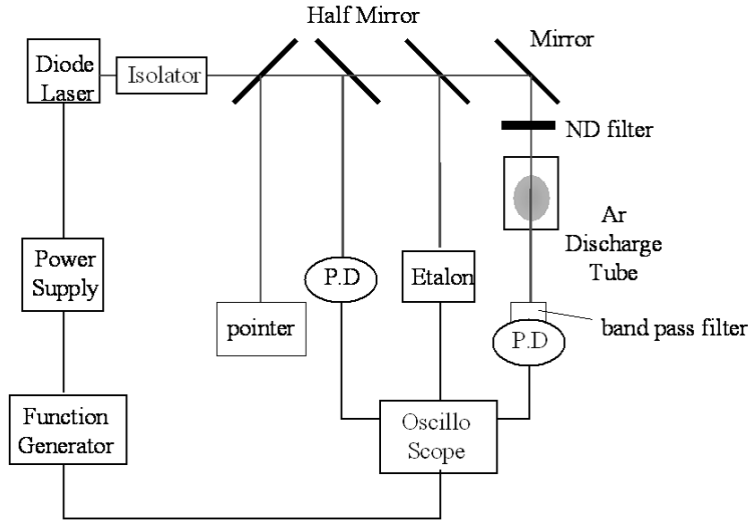 Half Mirror
Mirror
Diode
Laser
Isolator
ND filter
Ar
Discharge
Tube
Power
Supply
P.D
Etalon
pointer
band pass filter
P.D
Function
Generator
Oscillo
Scope